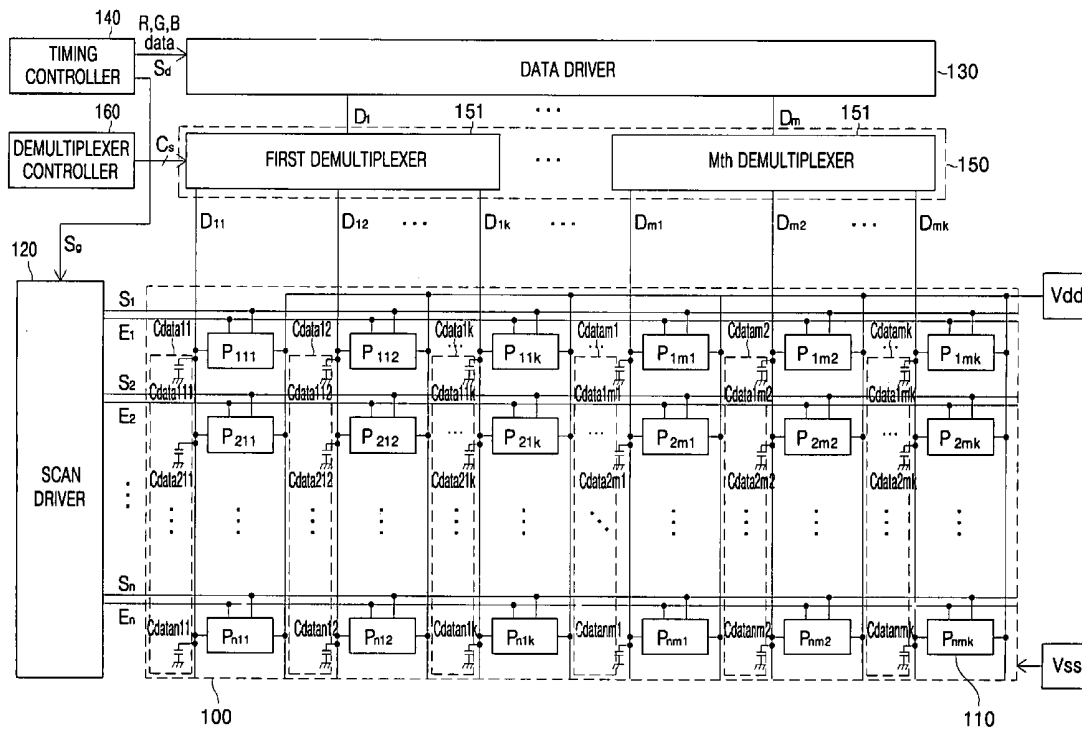 140
R,G,B
data
Sd
TIMING
CONTROLLER
DATA DRIVER
130
160
D1
...
Dm
151
151
DEMULTIPLEXER
CONTROLLER
Cs
FIRST DEMULTIPLEXER
...
Mth DEMULTIPLEXER
150
D11
D12
...
D1k
...
Dm1
Dm2
...
Dmk
120
Sg
Vdd
S1
E1
Cdata11
Cdata12
Cdata1k
Cdatam1
Cdatam2
Cdatamk
P111
P112
...
P11k
...
P1m1
P1m2
...
P1mk
S2
Cdata111
Cdata112
Cdata11k
Cdata1m1
Cdata1m2
Cdata1mk
E2
P211
P212
...
P21k
...
P2m1
P2m2
...
P2mk
SCAN
DRIVER
Cdata211
Cdata212
Cdata21k
Cdata2m1
Cdata2m2
Cdata2mk
Sn
En
Cdatan11
Cdatan12
Cdatan1k
Cdatanm1
Cdatanm2
Cdatanmk
Pn11
Pn12
Pn1k
Pnm1
Pnm2
Pnmk
Vss
100
110